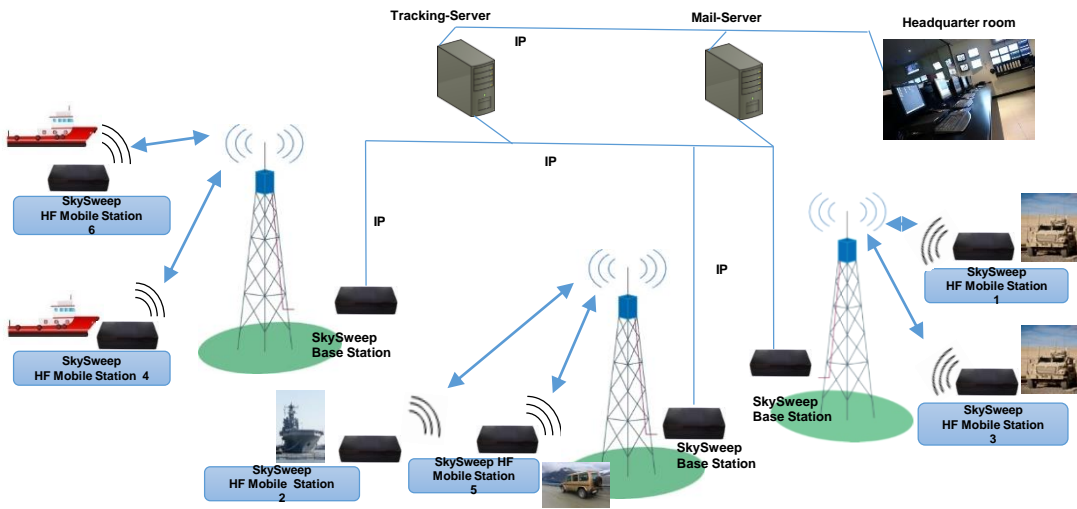 Tracking-Server
Mail-Server
Headquarter room
IP
IP
SkySweep
HF Mobile Station
6
IP
IP
SkySweep
HF Mobile Station
1
SkySweep
Base Station
SkySweep
HF Mobile Station 4
SkySweep
Base Station
SkySweep
HF Mobile Station
3
SkySweep
Base Station
SkySweep HF
Mobile Station
5
SkySweep
HF Mobile Station
2